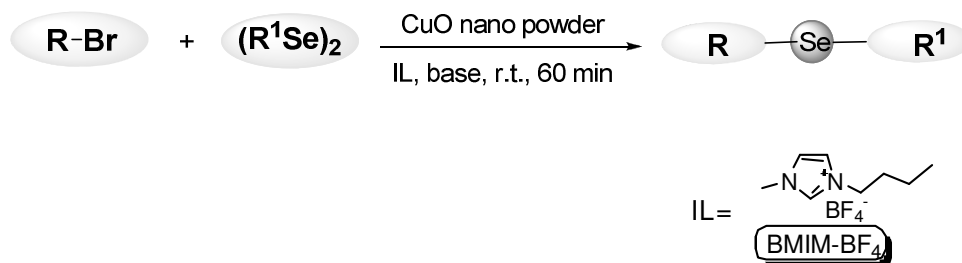 R-Br + (R¹Se)₂ CuO nano powder R Se R¹
IL, base, r.t., 60 min
N + N
IL= BF₄⁻
BMIM-BF₄